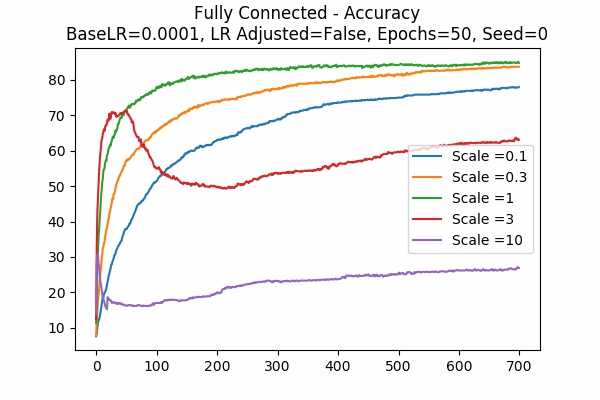 Fully Connected - Accuracy
BaseLR=0.0001, LR Adjusted=False, Epochs=50, Seed=0
80
70
60
50
40
30
20
10
Scale =0.1
Scale =0.3
Scale =1
Scale =3
Scale =10
0 100 200 300 400 500 600 700